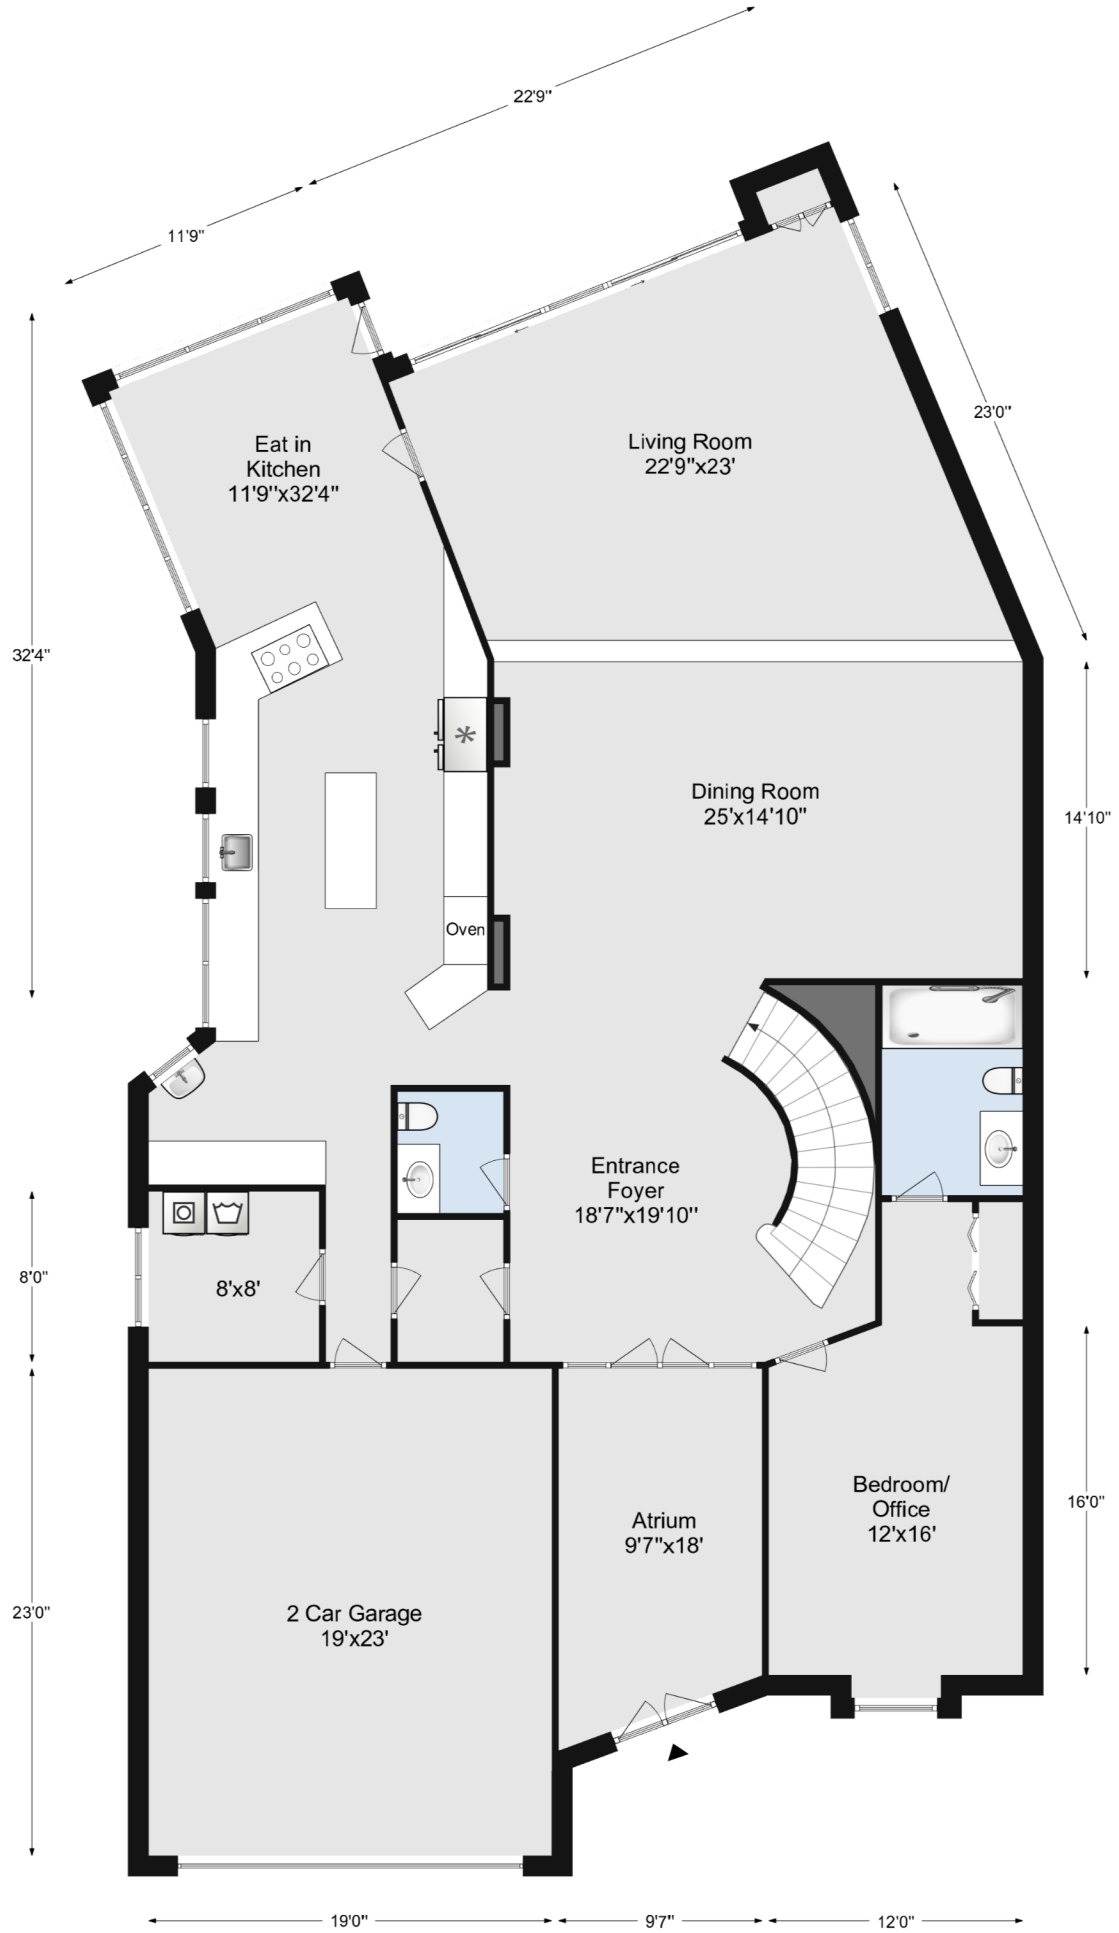 22'9"
11'9"
23'0"
Eat in
Kitchen
11'9"x32'4"
Living Room
22'9"x23'
32'4"
Dining Room
25'x14'10"
14'10"
Oven
Entrance
Foyer
18'7"x19'10"
8'0"
8'x8'
Bedroom/
Office
12'x16'
16'0"
Atrium
9'7"x18'
23'0"
2 Car Garage
19'x23'
19'0"
9'7"
12'0"